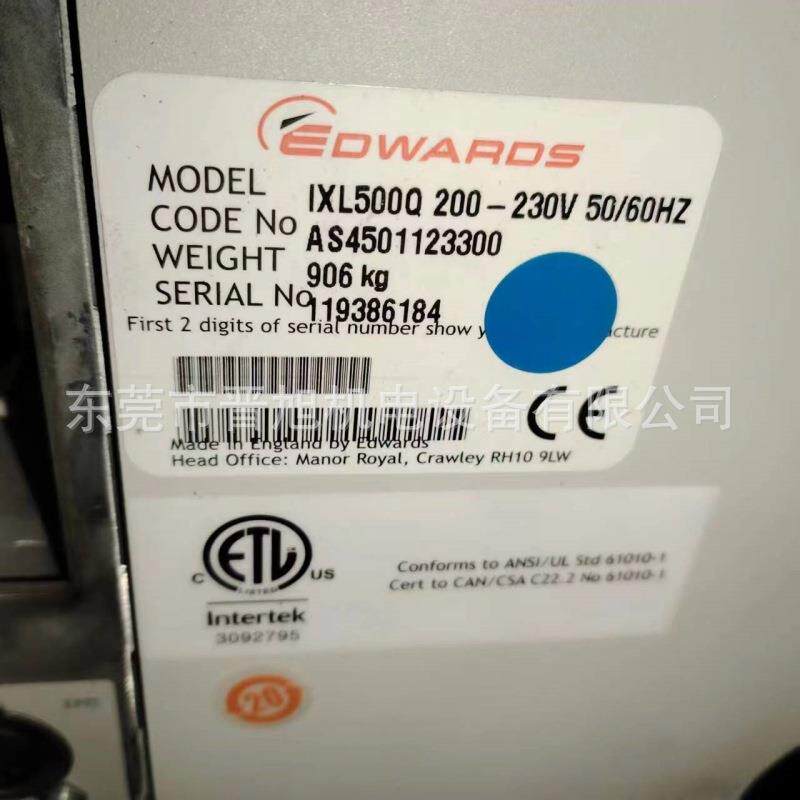 EDWARDS
MODEL IXL500Q 200-230V 50/60HZ
CODE No AS4501123300
WEIGHT 906 kg
SERIAL No 119386184
First 2 digits of serial number show y cture
东莞市晋旭机电设备有限公司
CE
Made in England by Edwards
Head Office: Manor Royal, Crawley RH10 9LW
ETL
C US
LISTED
Intertek
3092795
Conforms to ANSI/UL Std 61010-1
Cert to CAN/CSA C22.2 No 61010-1
20